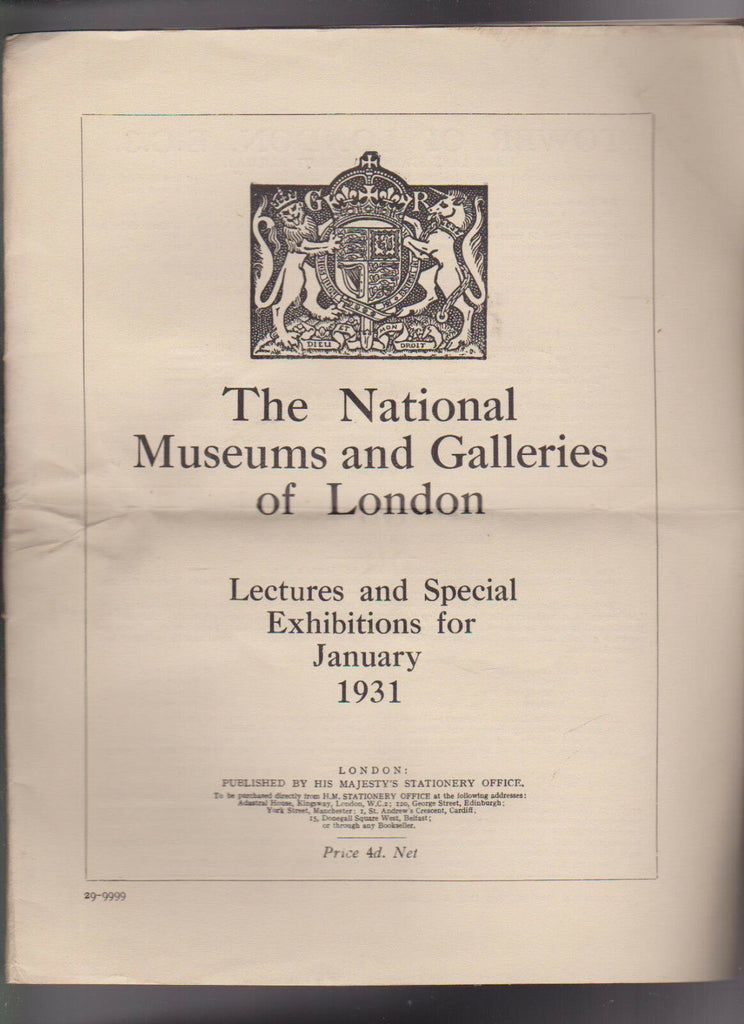 G R
DIEU ET MON DROIT
The National
Museums and Galleries
of London
Lectures and Special
Exhibitions for
January
1931
LONDON:
PUBLISHED BY HIS MAJESTY'S STATIONERY OFFICE.
To be purchased directly from H.M. STATIONERY OFFICE at the following addresses:
Adastral House, Kingsway, London, W.C.2; 120, George Street, Edinburgh;
York Street, Manchester; 1, St. Andrew's Crescent, Cardiff;
15, Donegall Square West, Belfast;
or through any Bookseller.
Price 4d. Net
29-9999